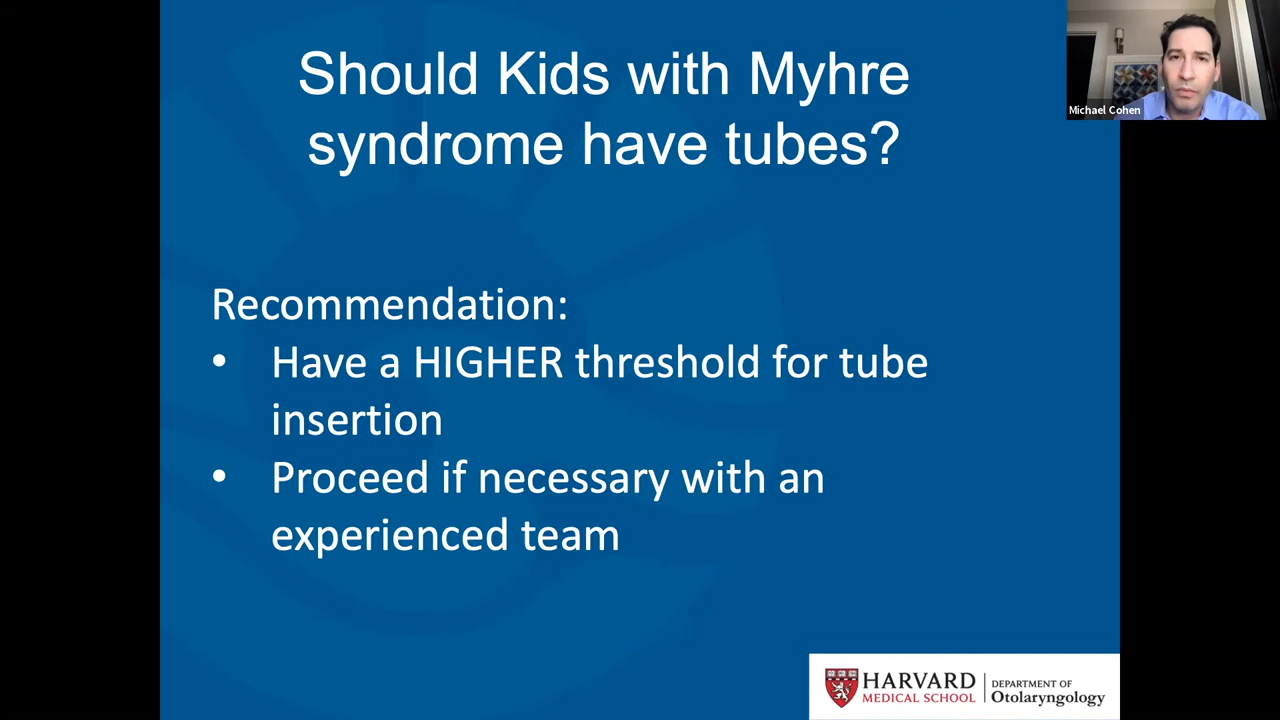 Should Kids with Myhre
syndrome have tubes?
Michael Cohen
Recommendation:
• Have a HIGHER threshold for tube
insertion
• Proceed if necessary with an
experienced team
HARVARD
MEDICAL SCHOOL
DEPARTMENT OF
Otolaryngology